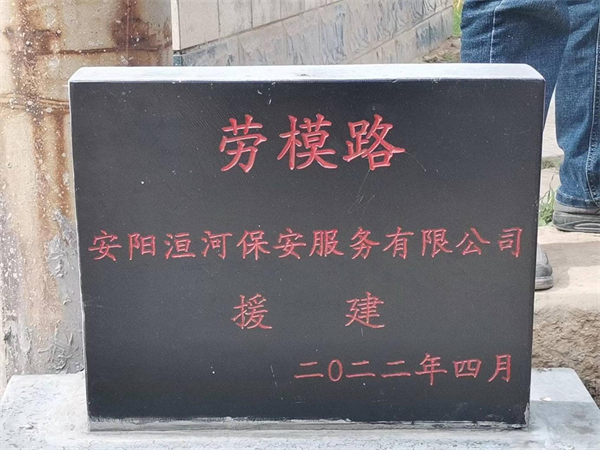 劳模路
安阳洹河保安服务有限公司
援建
二〇二二年四月